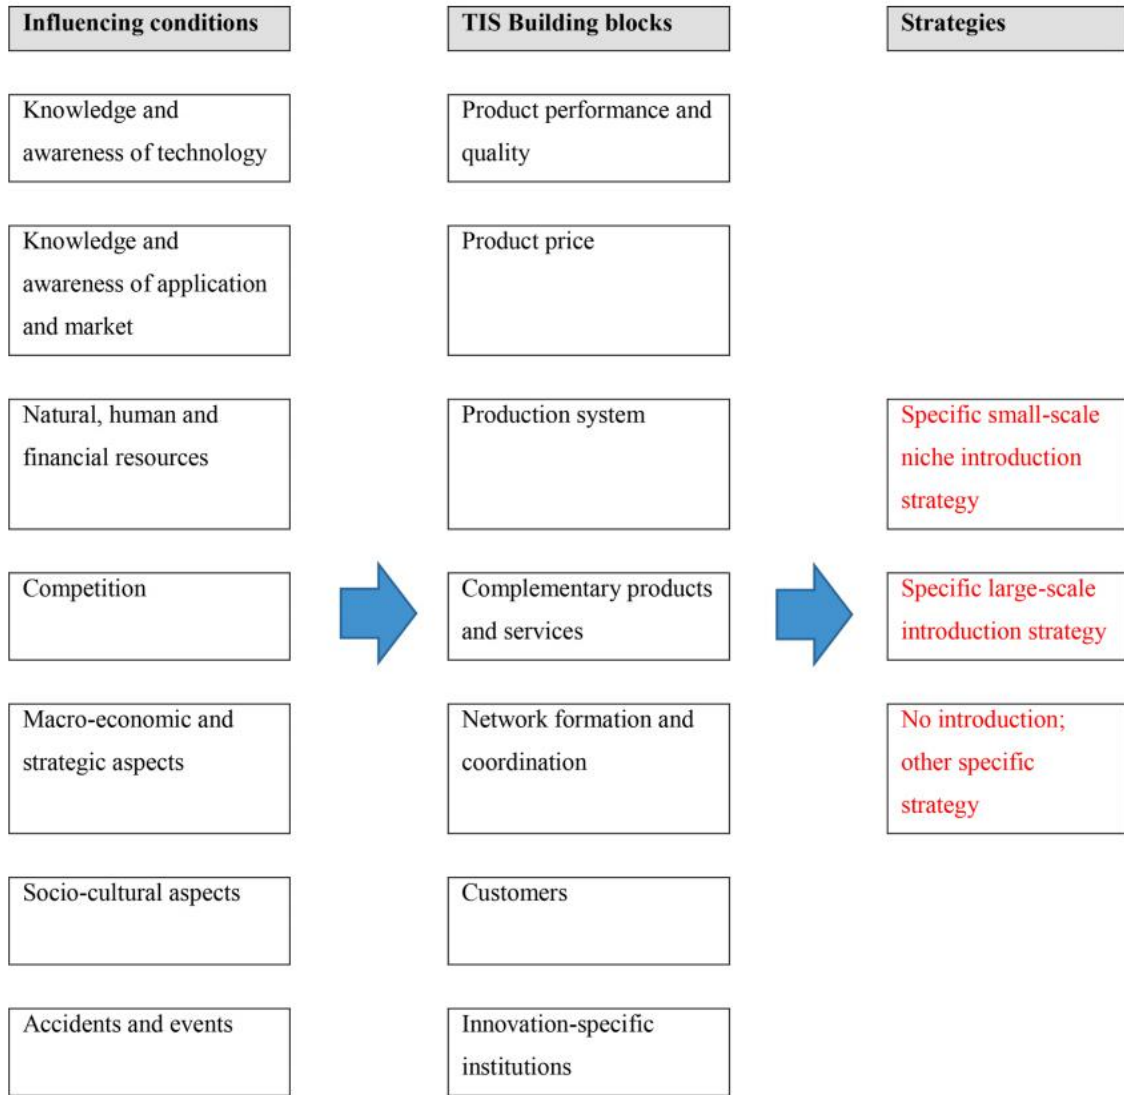 Influencing conditions
TIS Building blocks
Strategies
Knowledge and
awareness of technology
Product performance and
quality
Knowledge and
awareness of application
and market
Product price
Natural, human and
financial resources
Production system
Specific small-scale
niche introduction
strategy
Competition
Complementary products
and services
Specific large-scale
introduction strategy
Macro-economic and
strategic aspects
Network formation and
coordination
No introduction;
other specific
strategy
Socio-cultural aspects
Customers
Accidents and events
Innovation-specific
institutions